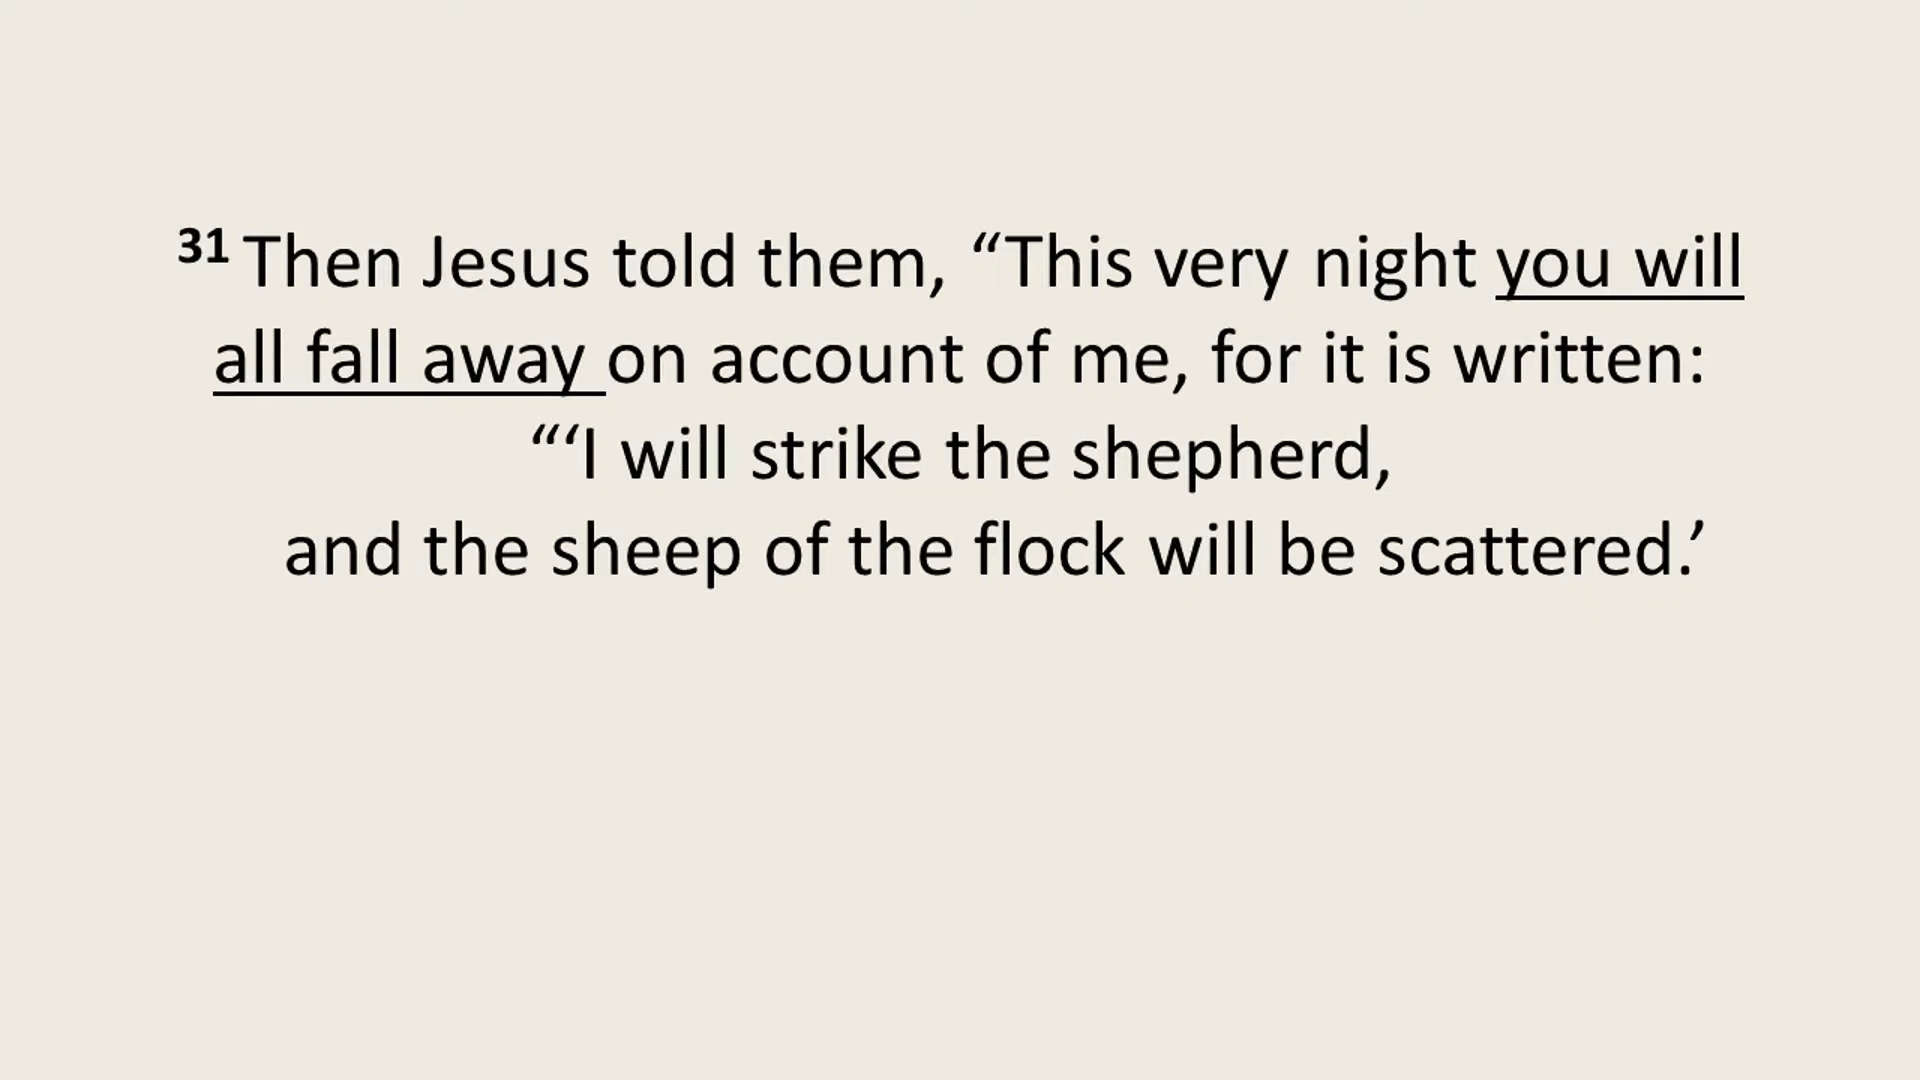 31 Then Jesus told them, “This very night you will
all fall away on account of me, for it is written:
“‘I will strike the shepherd,
and the sheep of the flock will be scattered.’